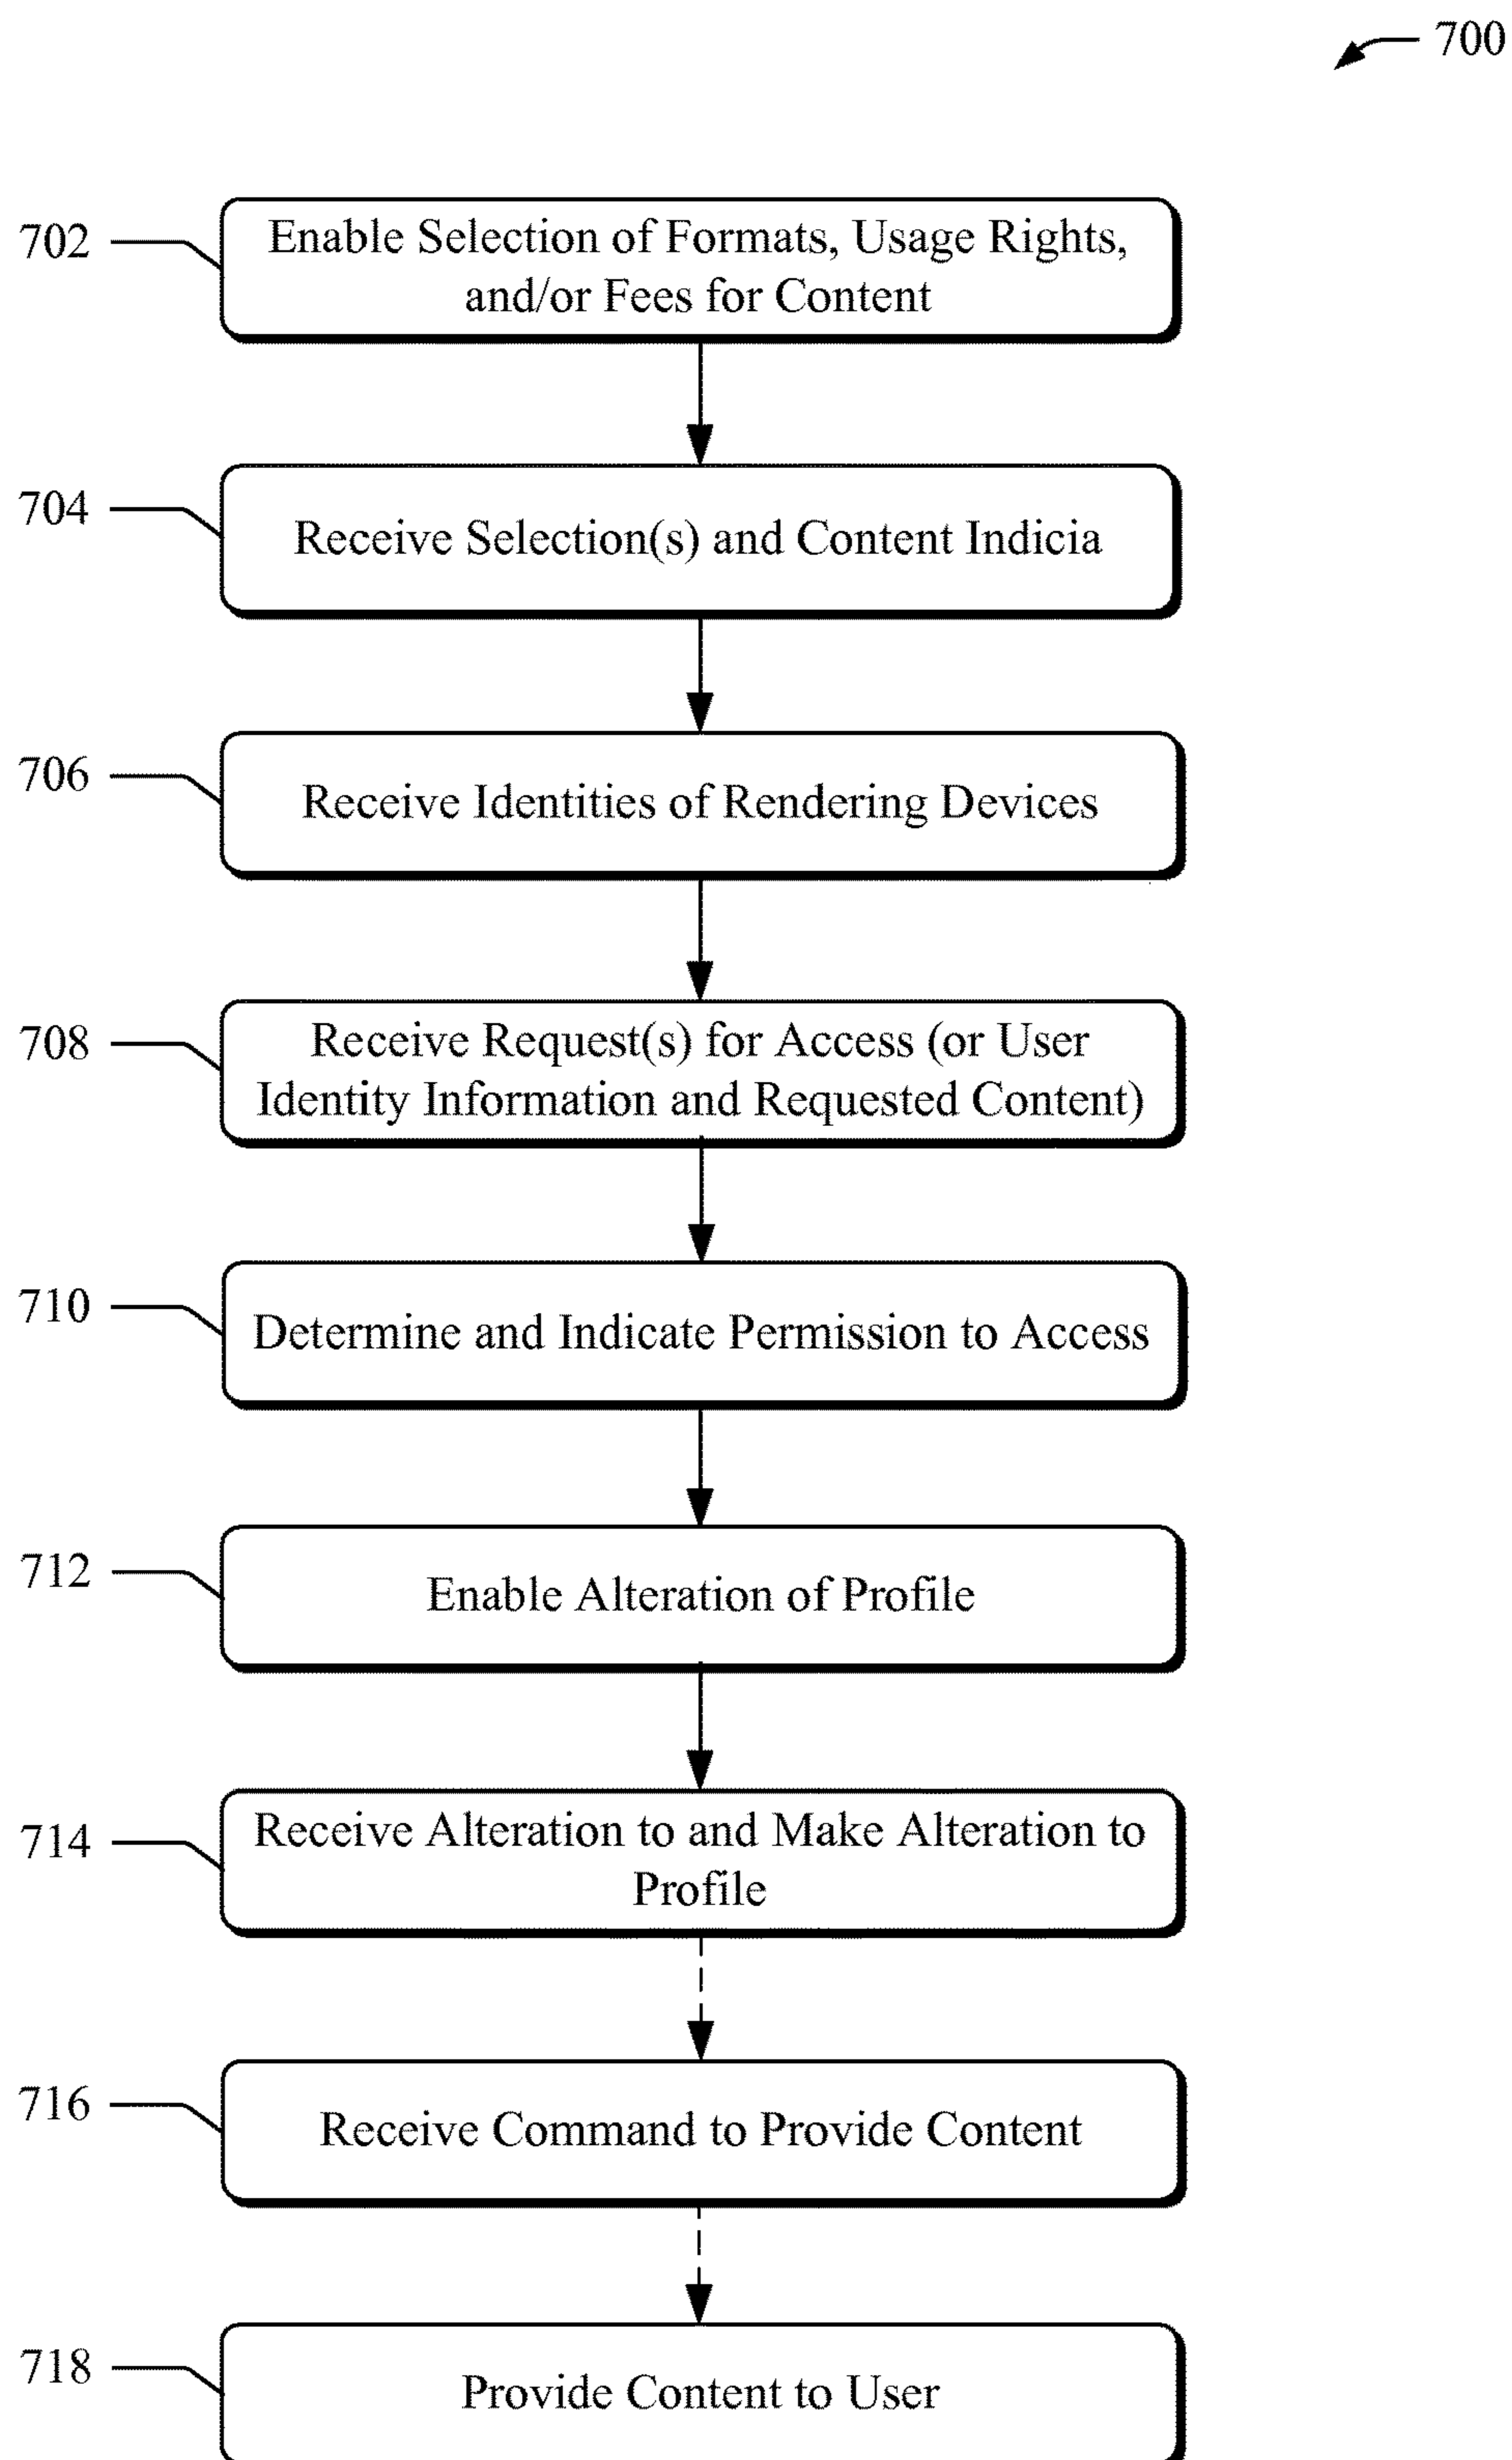 700
702
Enable Selection of Formats, Usage Rights,
and/or Fees for Content
704
Receive Selection(s) and Content Indicia
706
Receive Identities of Rendering Devices
708
Receive Request(s) for Access (or User
Identity Information and Requested Content)
710
Determine and Indicate Permission to Access
712
Enable Alteration of Profile
714
Receive Alteration to and Make Alteration to
Profile
716
Receive Command to Provide Content
718
Provide Content to User